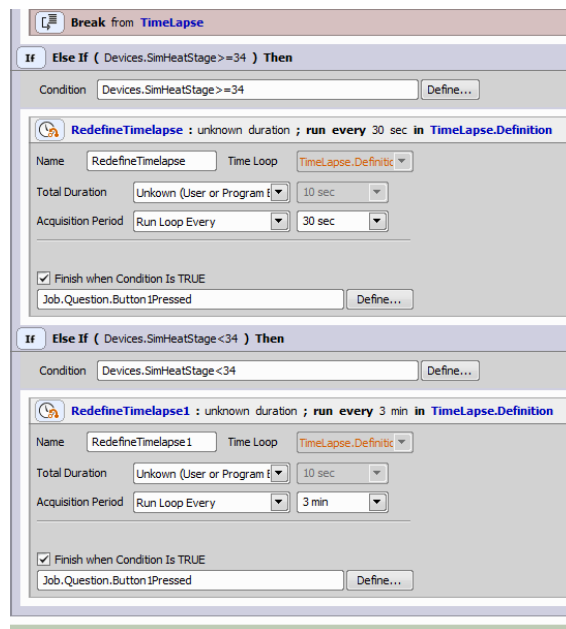 Break from TimeLapse
If Else If ( Devices.SimHeatStage>=34 ) Then
Condition Devices.SimHeatStage>=34 Define...
RedefineTimelapse : unknown duration ; run every 30 sec in TimeLapse.Definition
Name RedefineTimelapse Time Loop TimeLapse.Definitic
Total Duration Unkown (User or Program E 10 sec
Acquisition Period Run Loop Every 30 sec
Finish when Condition Is TRUE
Job.Question.Button1Pressed Define...
If Else If ( Devices.SimHeatStage<34 ) Then
Condition Devices.SimHeatStage<34 Define...
RedefineTimelapse1 : unknown duration ; run every 3 min in TimeLapse.Definition
Name RedefineTimelapse1 Time Loop TimeLapse.Definitic
Total Duration Unkown (User or Program E 10 sec
Acquisition Period Run Loop Every 3 min
Finish when Condition Is TRUE
Job.Question.Button1Pressed Define...